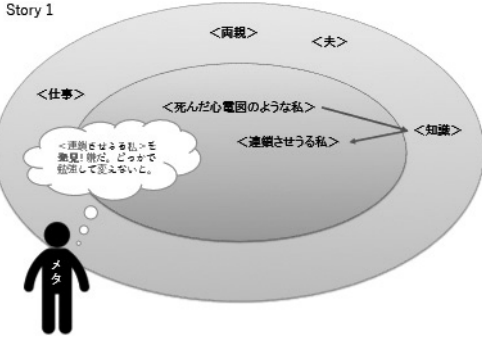 Story 1
＜両親＞
＜夫＞
＜仕事＞
＜死んだ心電図のような私＞
＜知識＞
＜連鎖させうる私＞
＜連鎖させうる私＞を
発見！嫌だ。どっかで
勉強して変えないと。
メタ